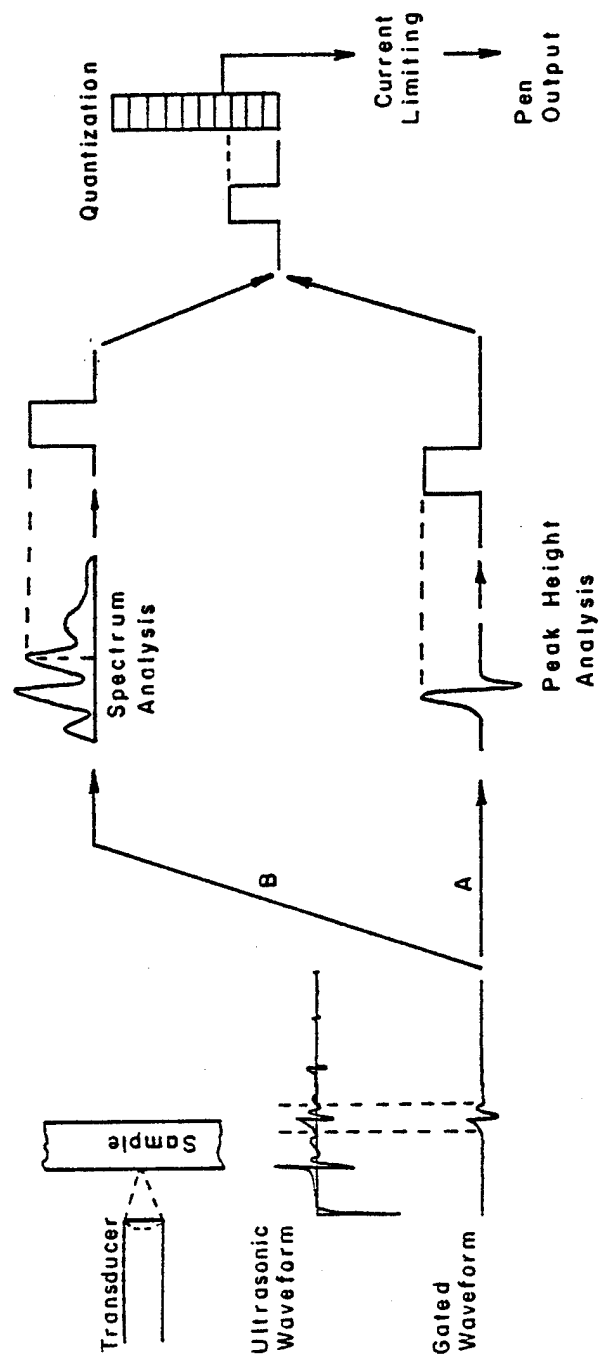 Transducer
Sample
Ultrasonic
Waveform
Gated
Waveform
B
A
Spectrum
Analysis
Peak Height
Analysis
Quantization
Current
Limiting
Pen
Output